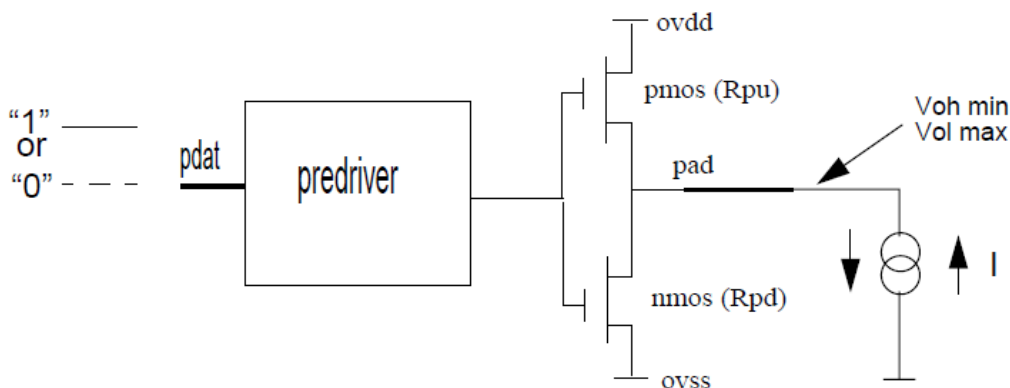 ovdd
pmos (Rpu)
“1”
or
“0”
pdat
predriver
pad
Voh min
Vol max
I
nmos (Rpd)
ovss